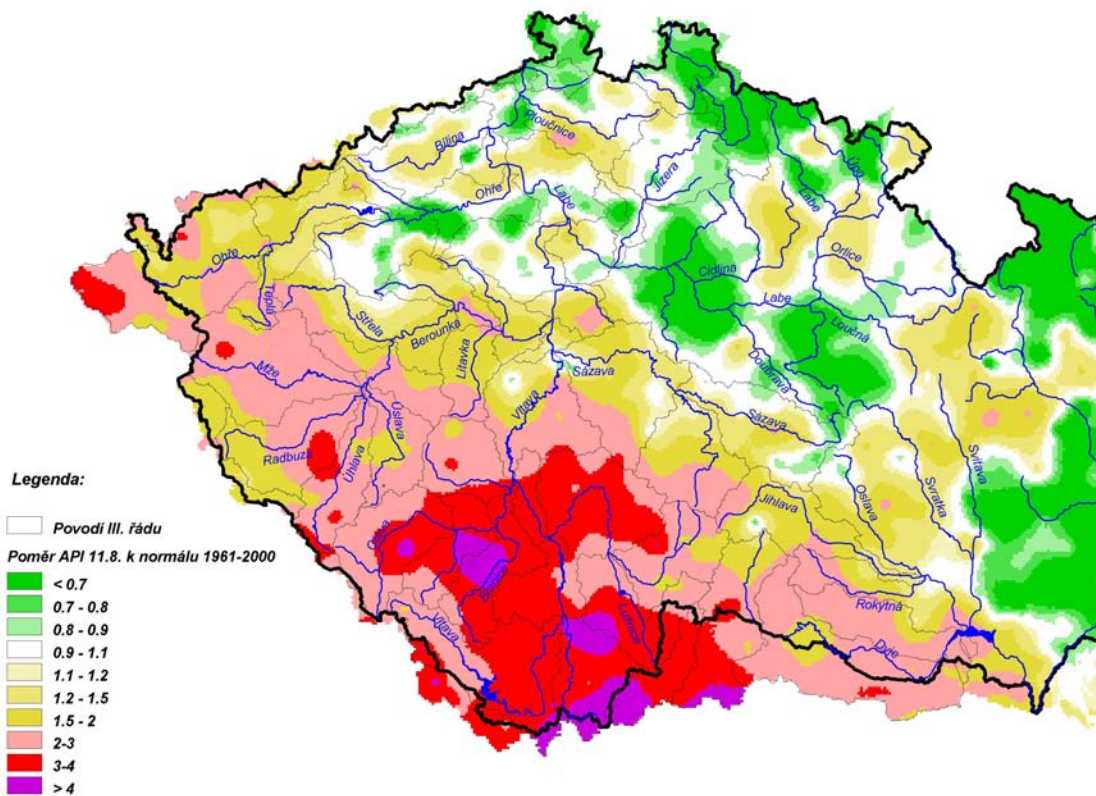 Ploučnice
Bílina
Ohře
Labe
Jizera
Úpa
Labe
Orlice
Cidlina
Labe
Loučná
Doubrava
Ohře
Teplá
Střela
Berounka
Litavka
Mže
Úslava
Radbuza
Úhlava
Vltava
Sázava
Sázava
Svitava
Svratka
Oslava
Jihlava
Rokytná
Dyje
Otava
Blanice
Lužnice
Vltava
Legenda:
Povodí III. řádu
Poměr API 11.8. k normálu 1961-2000
< 0.7
0.7 - 0.8
0.8 - 0.9
0.9 - 1.1
1.1 - 1.2
1.2 - 1.5
1.5 - 2
2-3
3-4
> 4